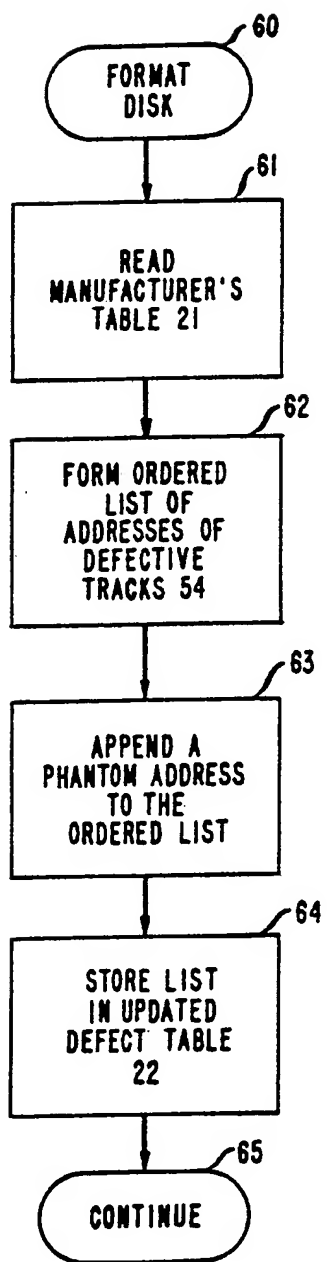 60
FORMAT
DISK
61
READ
MANUFACTURER'S
TABLE 21
62
FORM ORDERED
LIST OF
ADDRESSES OF
DEFECTIVE
TRACKS 54
63
APPEND A
PHANTOM ADDRESS
TO THE
ORDERED LIST
64
STORE LIST
IN UPDATED
DEFECT TABLE
22
65
CONTINUE